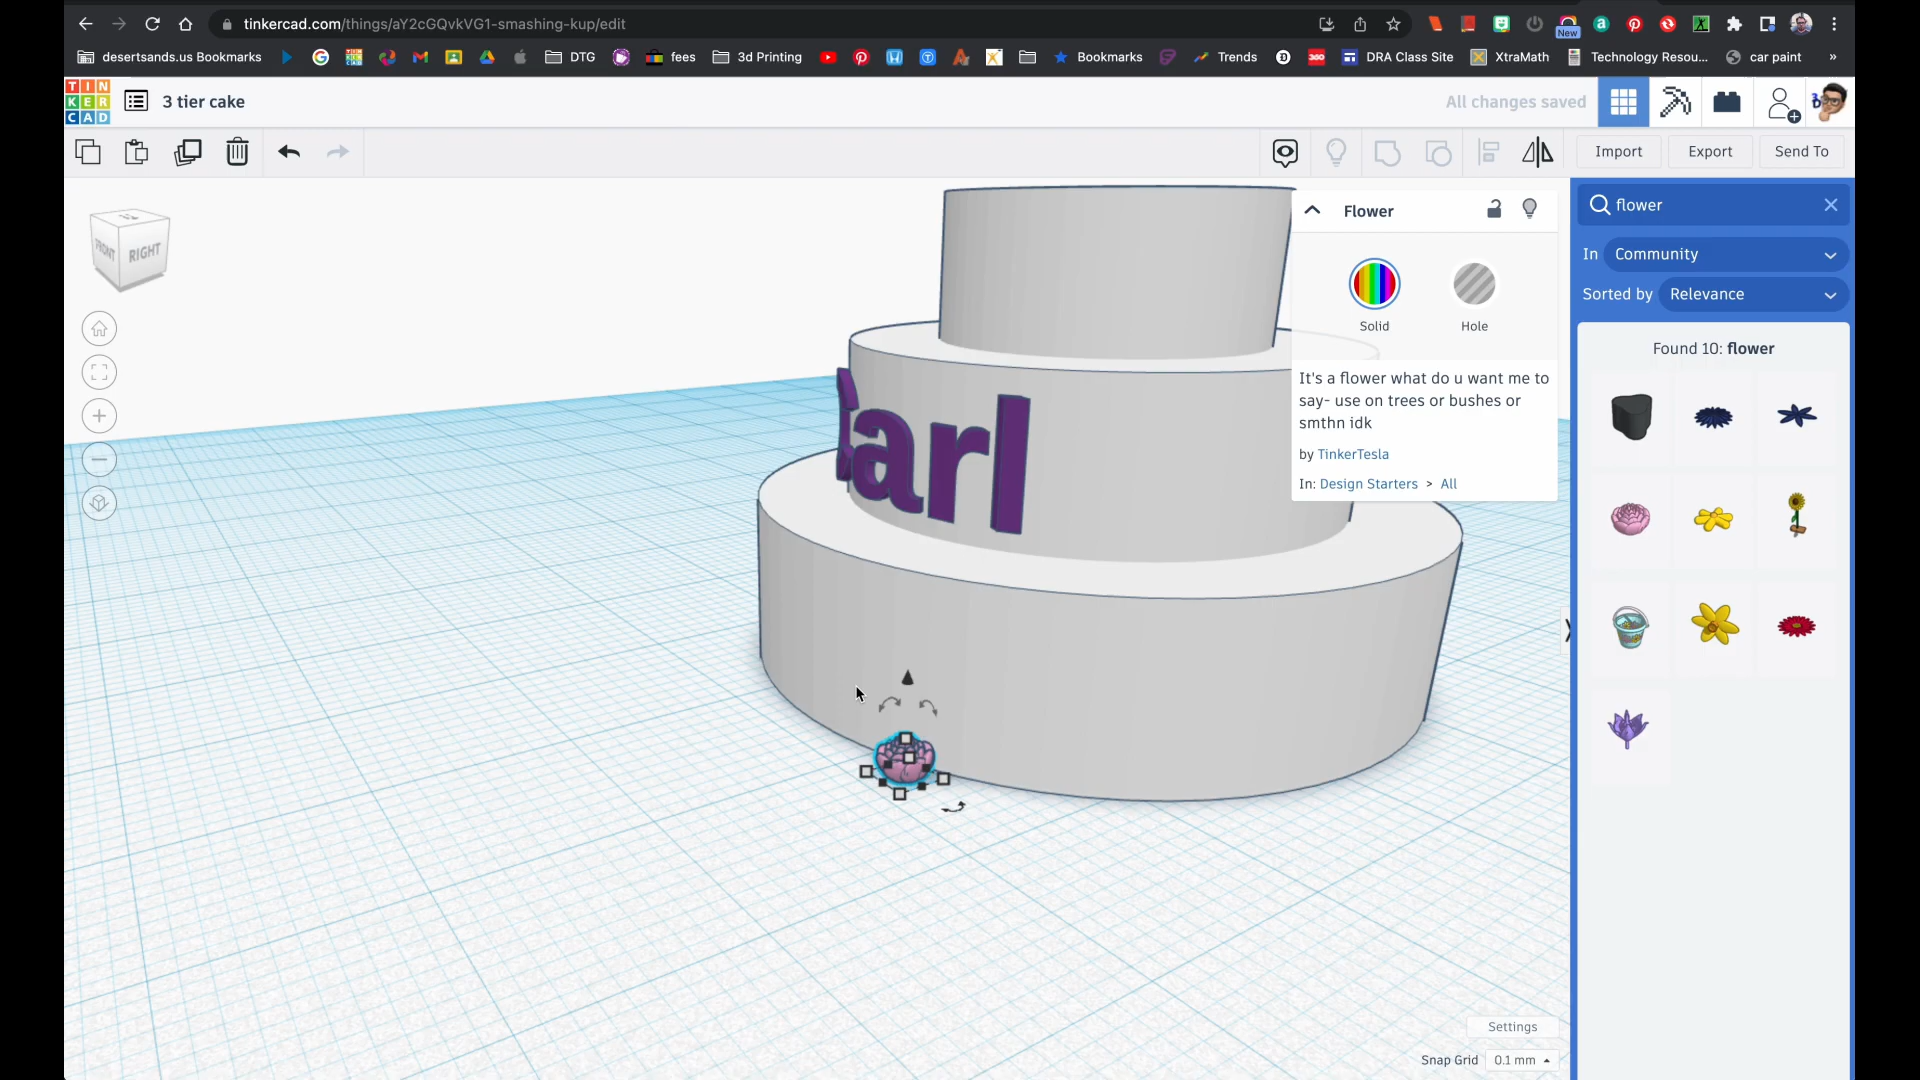 tinkercad.com/things/aY2cGQvkVG1-smashing-kup/edit
New
desertsands.us Bookmarks
DTG
fees
3d Printing
Bookmarks
Trends
DRA Class Site
XtraMath
Technology Resou...
car paint
»
TIN
KER
CAD
3 tier cake
All changes saved
Import
Export
Send To
FRONT
RIGHT
Flower
Solid
Hole
It's a flower what do u want me to
say- use on trees or bushes or
smthn idk
by TinkerTesla
In: Design Starters > All
flower
In Community
Sorted by Relevance
Found 10: flower
arl
Settings
Snap Grid 0.1 mm